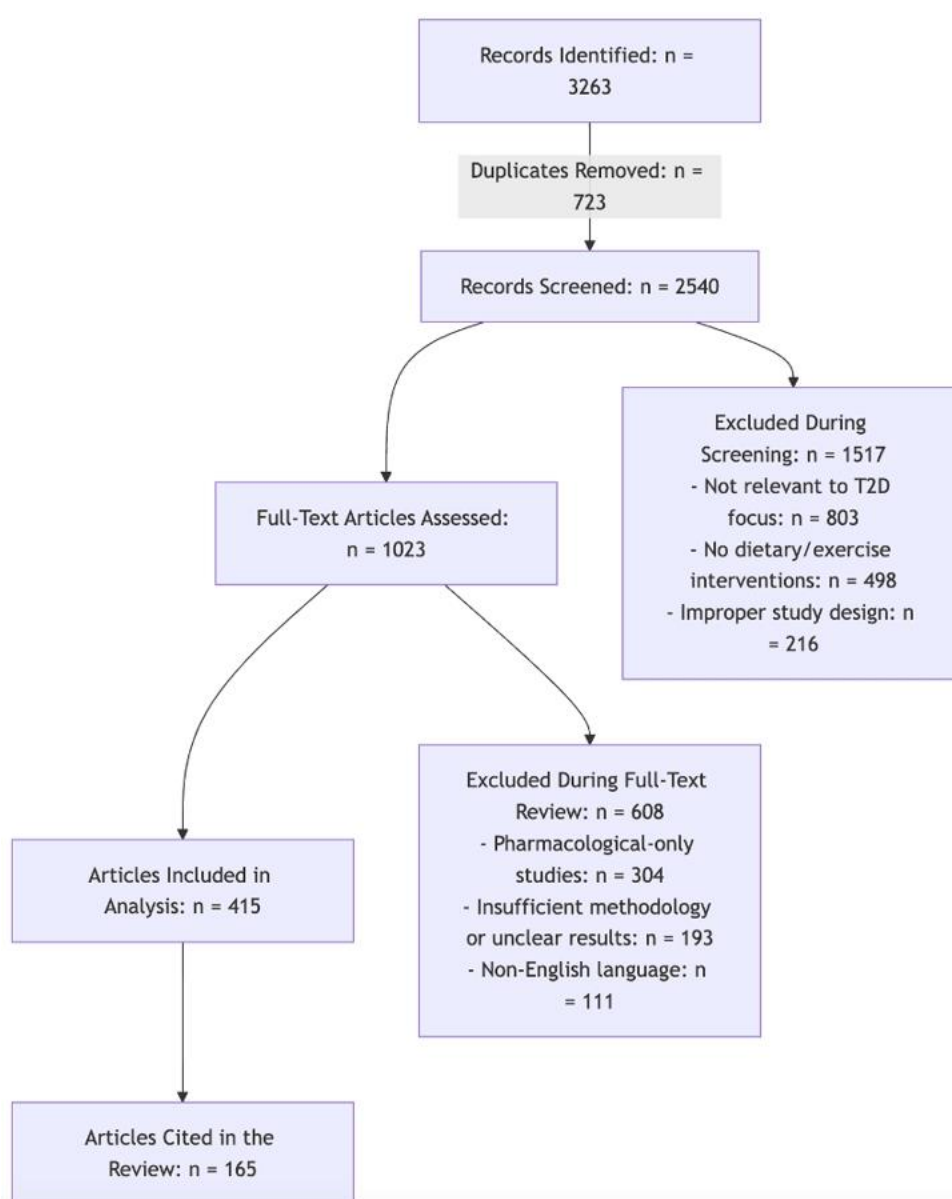 Records Identified: n =
3263
Duplicates Removed: n =
723
Records Screened: n = 2540
Excluded During
Screening: n = 1517
- Not relevant to T2D
focus: n = 803
- No dietary/exercise
interventions: n = 498
- Improper study design: n
= 216
Full-Text Articles Assessed:
n = 1023
Excluded During Full-Text
Review: n = 608
- Pharmacological-only
studies: n = 304
- Insufficient methodology
or unclear results: n = 193
- Non-English language: n
= 111
Articles Included in
Analysis: n = 415
Articles Cited in the
Review: n = 165